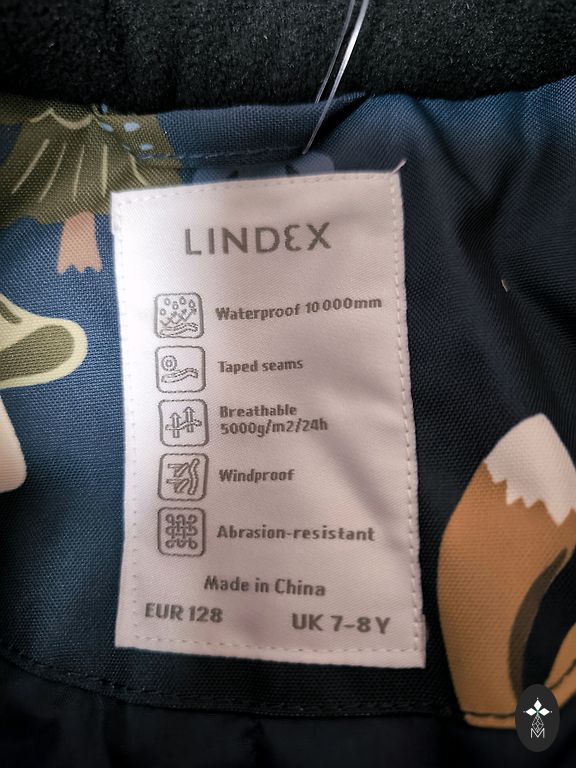 LINDEX
Waterproof 10 000mm
Taped seams
Breathable
5000g/m2/24h
Windproof
Abrasion-resistant
Made in China
EUR 128 UK 7-8 Y
M